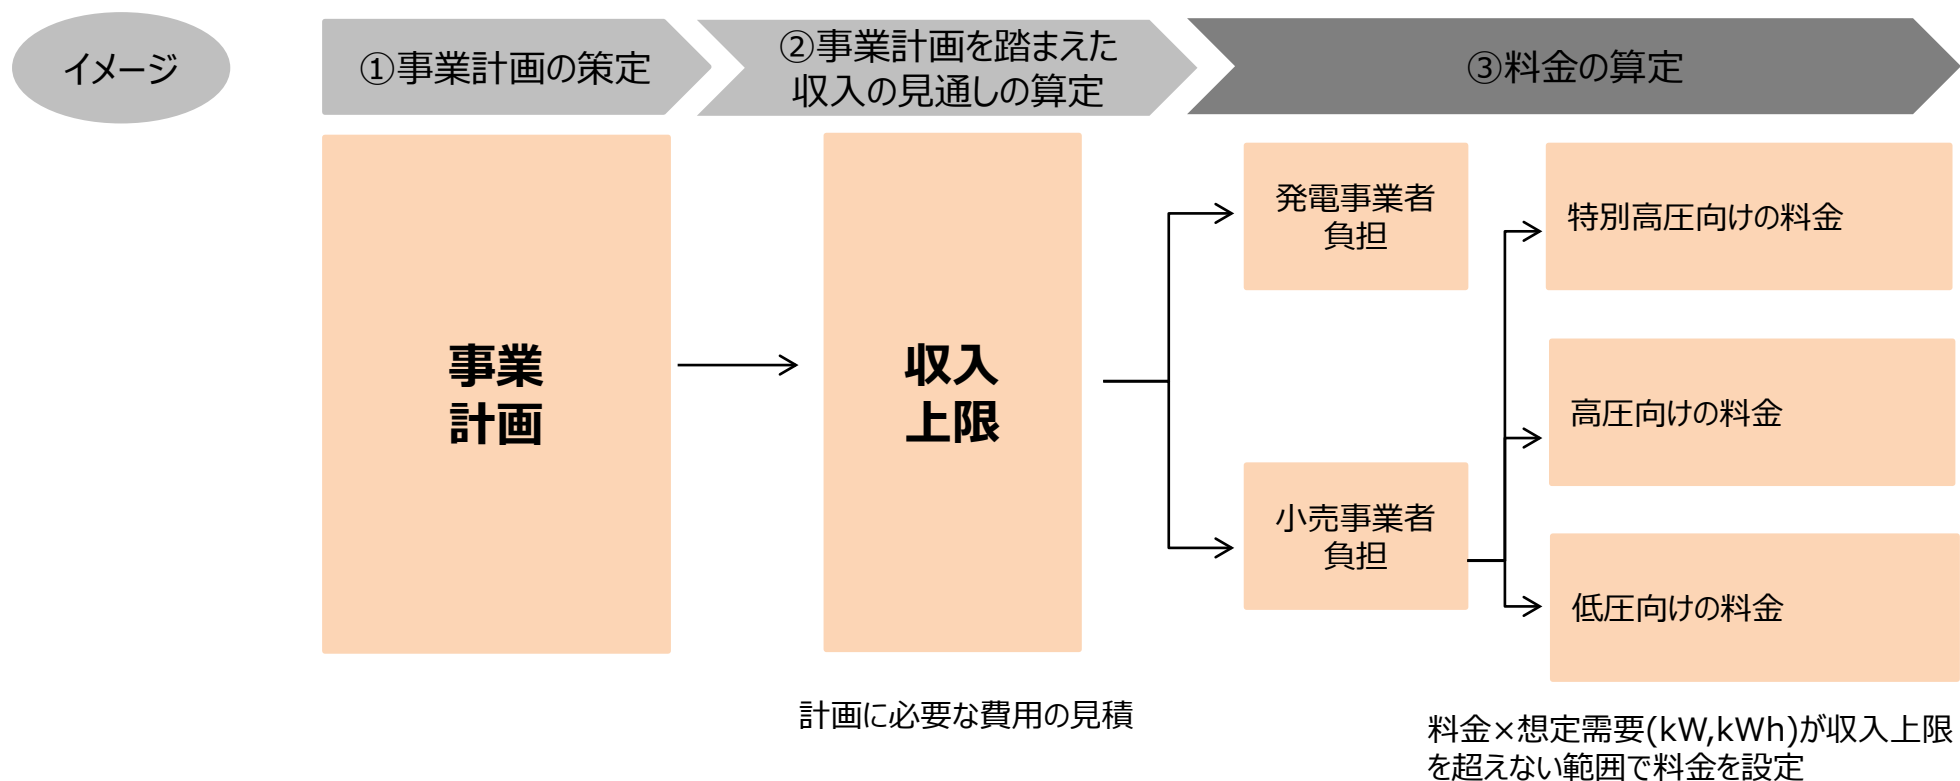 イメージ
①事業計画の策定
②事業計画を踏まえた
収入の見通しの算定
③料金の算定
事業
計画
収入
上限
発電事業者
負担
小売事業者
負担
特別高圧向けの料金
高圧向けの料金
低圧向けの料金
計画に必要な費用の見積
料金×想定需要(kW,kWh)が収入上限
を超えない範囲で料金を設定